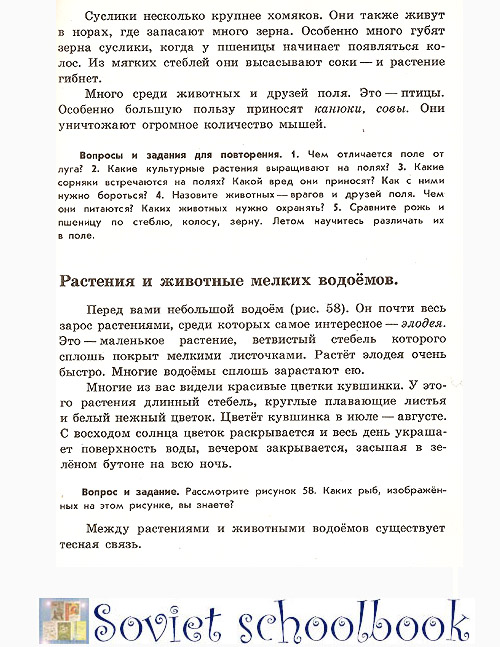 Суслики несколько крупнее хомяков. Они также живут
в норах, где запасают много зерна. Особенно много губят
зерна суслики, когда у пшеницы начинает появляться ко-
лос. Из мягких стеблей они высасывают соки — и растение
гибнет.
Много среди животных и друзей поля. Это — птицы.
Особенно большую пользу приносят канюки, совы. Они
уничтожают огромное количество мышей.
Вопросы и задания для повторения. 1. Чем отличается поле от
луга? 2. Какие культурные растения выращивают на полях? 3. Какие
сорняки встречаются на полях? Какой вред они приносят? Как с ними
нужно бороться? 4. Назовите животных — врагов и друзей поля. Чем
они питаются? Каких животных нужно охранять? 5. Сравните рожь и
пшеницу по стеблю, колосу, зерну. Летом научитесь различать их
в поле.
Растения и животные мелких водоёмов.
Перед вами небольшой водоём (рис. 58). Он почти весь
зарос растениями, среди которых самое интересное — элодея.
Это — маленькое растение, ветвистый стебель которого
сплошь покрыт мелкими листочками. Растёт элодея очень
быстро. Многие водоёмы сплошь зарастают ею.
Многие из вас видели красивые цветки кувшинки. У это-
го растения длинный стебель, круглые плавающие листья
и белый нежный цветок. Цветёт кувшинка в июле — августе.
С восходом солнца цветок раскрывается и весь день украша-
ет поверхность воды, вечером закрывается, засыпая в зе-
лёном бутоне на всю ночь.
Вопрос и задание. Рассмотрите рисунок 58. Каких рыб, изображён-
ных на этом рисунке, вы знаете?
Между растениями и животными водоёмов существует
тесная связь.
Soviet schoolbook